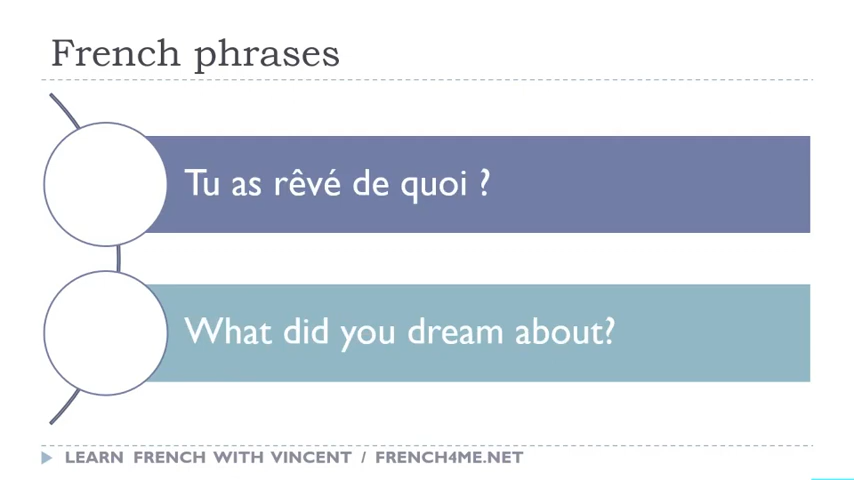 French phrases
Tu as rêvé de quoi ?
What did you dream about?
LEARN FRENCH WITH VINCENT / FRENCH4ME.NET